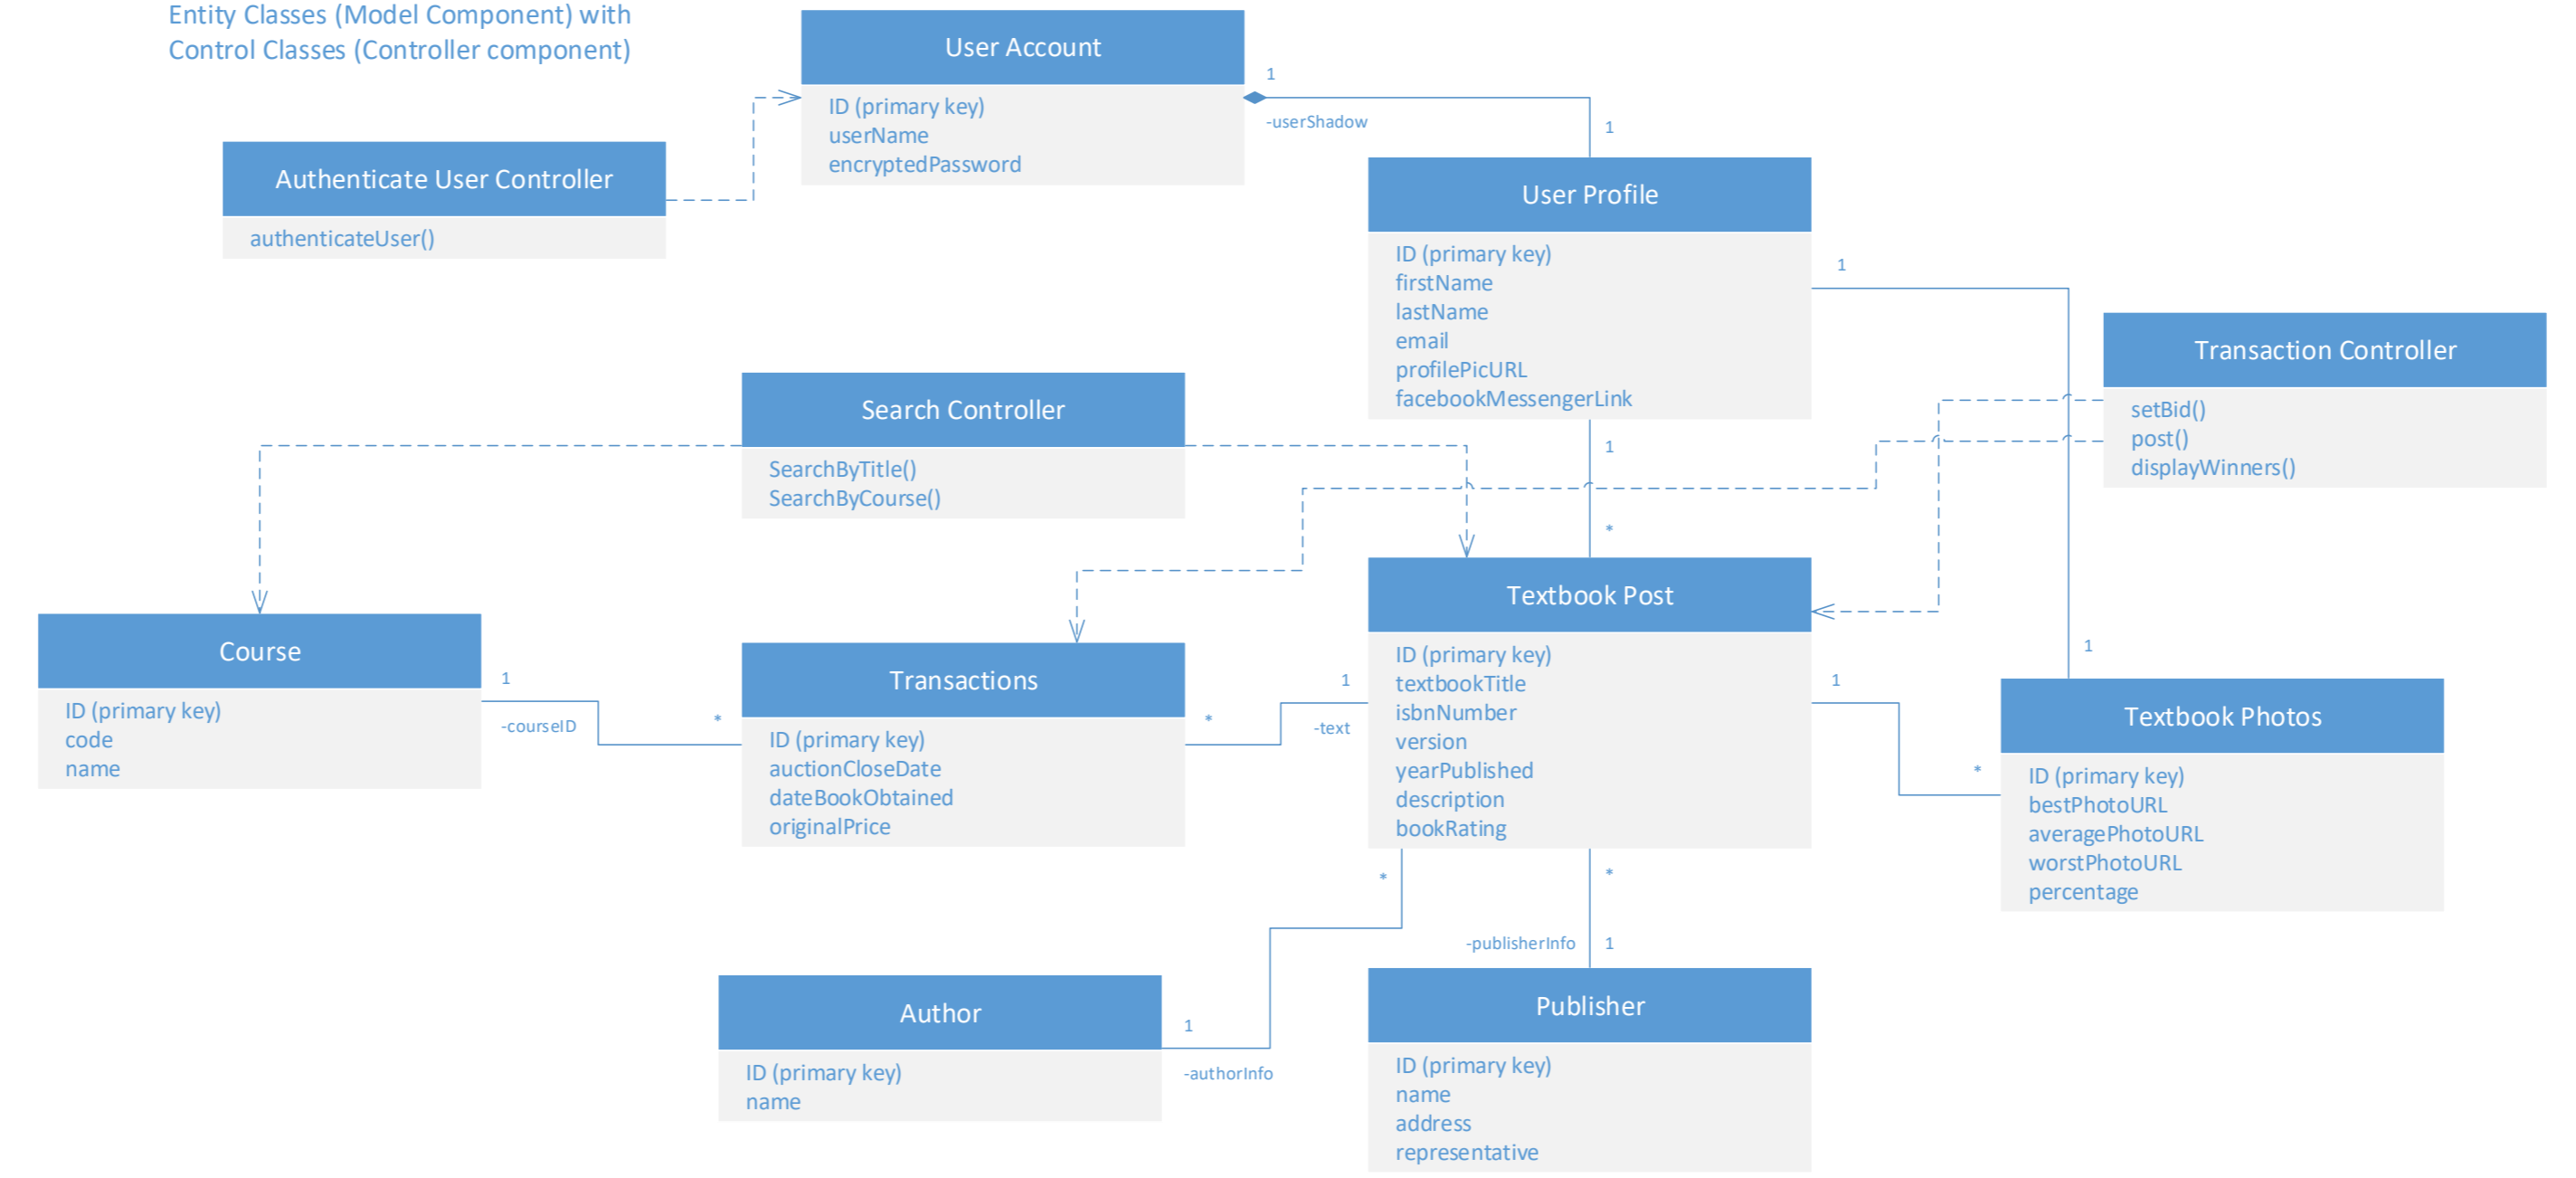 Entity Classes (Model Component) with
Control Classes (Controller component)
User Account
ID (primary key)
userName
encryptedPassword
1
-userShadow
1
Authenticate User Controller
authenticateUser()
User Profile
ID (primary key)
firstName
lastName
email
profilePicURL
facebookMessengerLink
1
1
*
Transaction Controller
setBid()
post()
displayWinners()
Search Controller
SearchByTitle()
SearchByCourse()
Course
ID (primary key)
code
name
1
-courseID
*
Transactions
ID (primary key)
auctionCloseDate
dateBookObtained
originalPrice
*
1
-text
Textbook Post
ID (primary key)
textbookTitle
isbnNumber
version
yearPublished
description
bookRating
1
*
1
Textbook Photos
ID (primary key)
bestPhotoURL
averagePhotoURL
worstPhotoURL
percentage
*
*
-publisherInfo
1
Author
ID (primary key)
name
1
-authorInfo
Publisher
ID (primary key)
name
address
representative